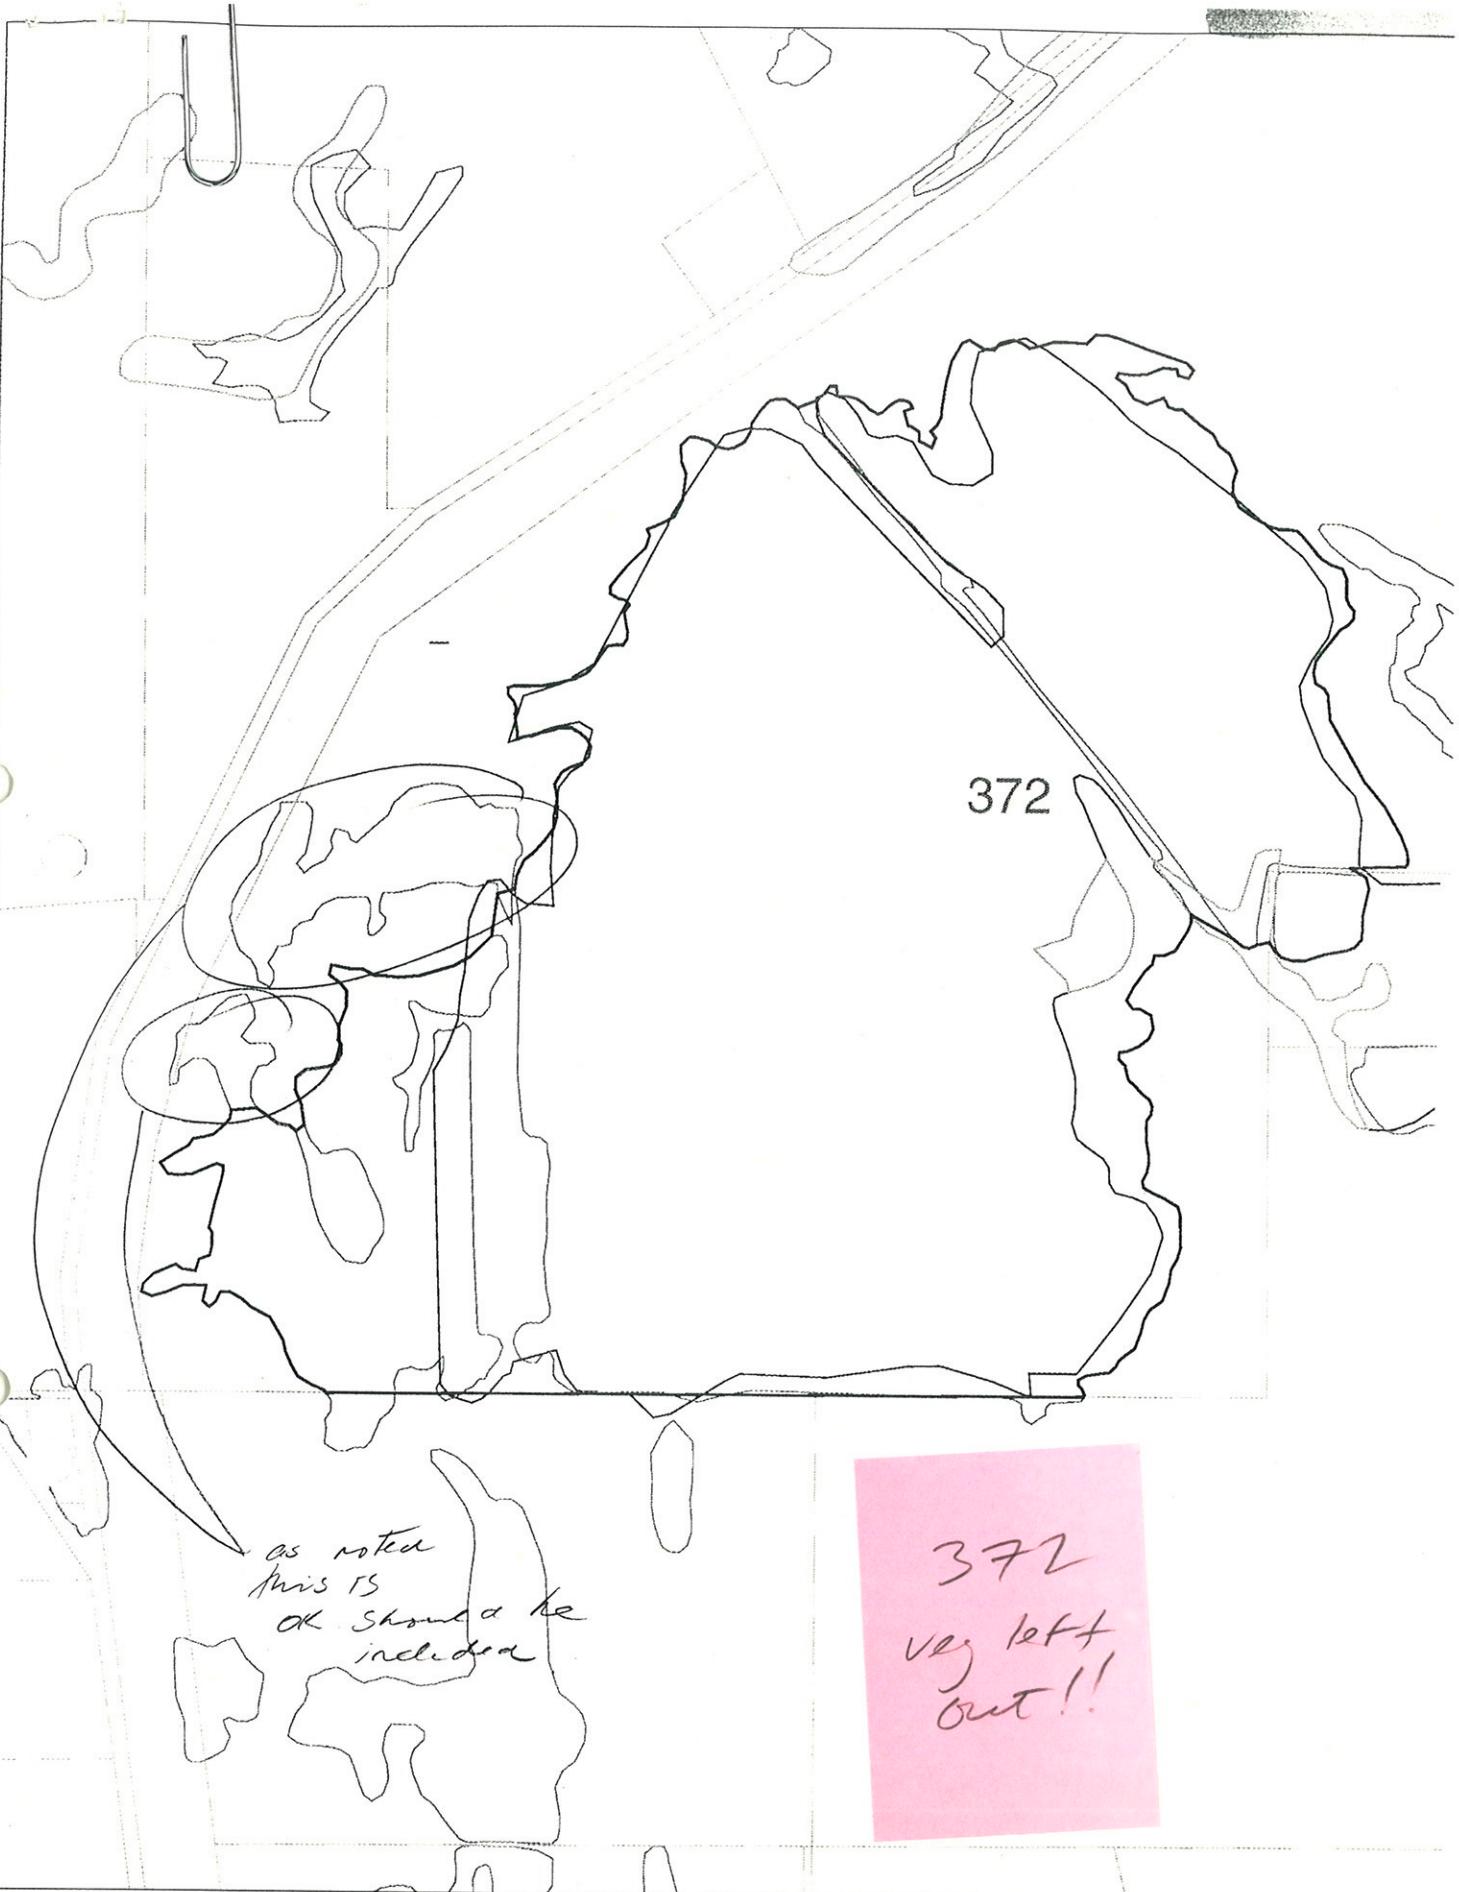 372
as noted
this is
ok should be
included
372
veg left
out!!